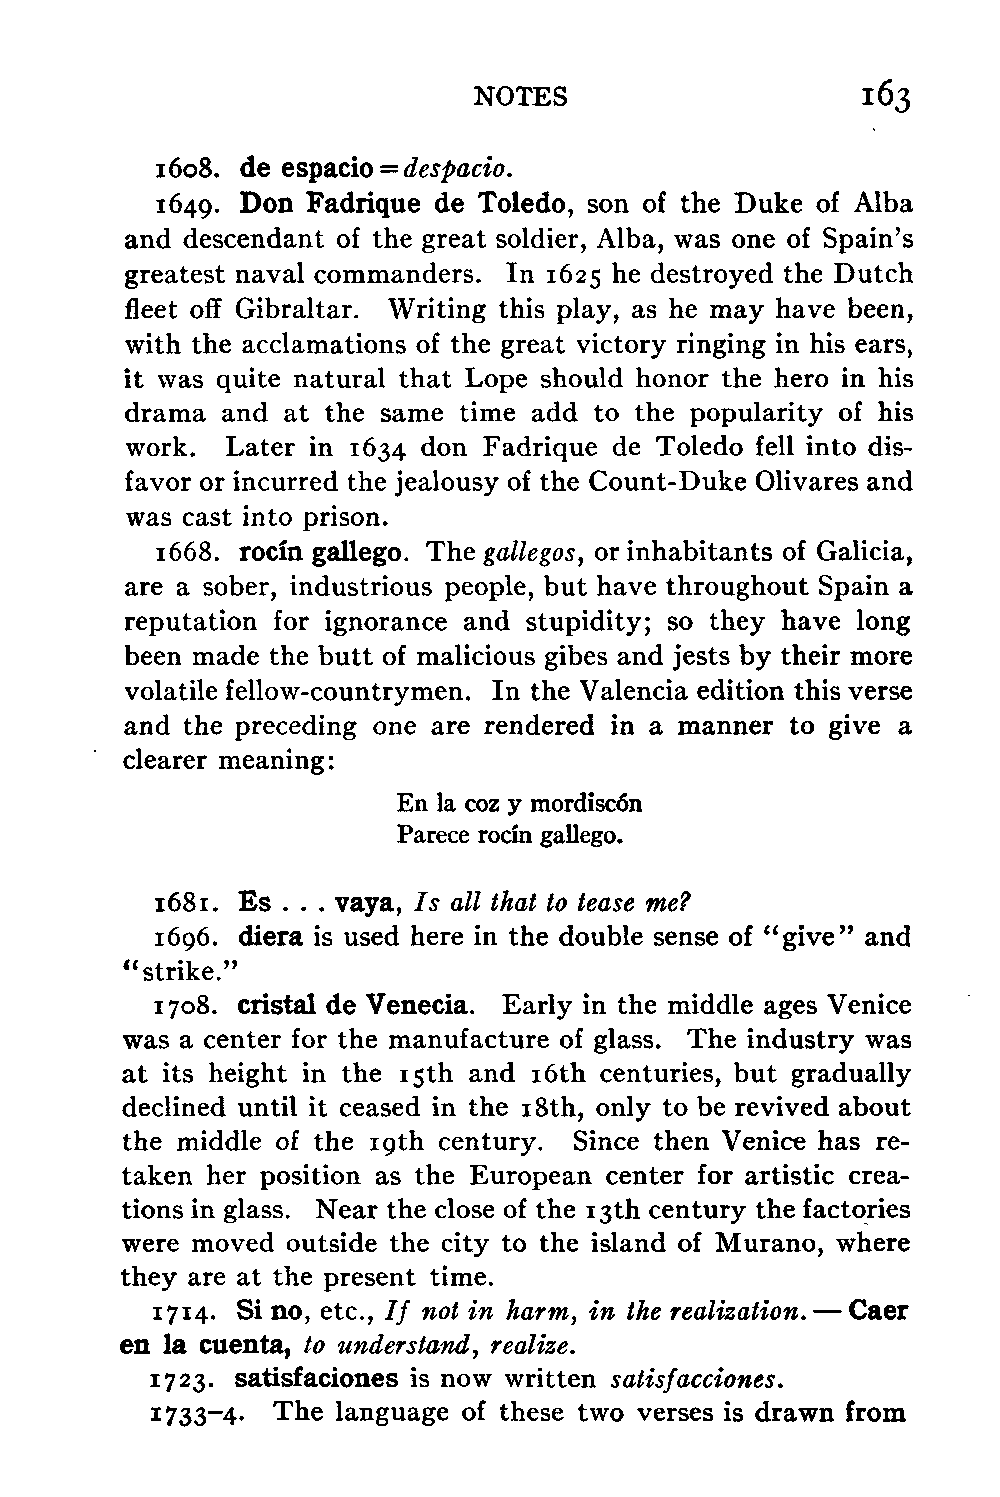 NOTES 163
1608. de espacio = despacio.
1649. Don Fadrique de Toledo, son of the Duke of Alba
and descendant of the great soldier, Alba, was one of Spain's
greatest naval commanders. In 1625 he destroyed the Dutch
fleet off Gibraltar. Writing this play, as he may have been,
with the acclamations of the great victory ringing in his ears,
it was quite natural that Lope should honor the hero in his
drama and at the same time add to the popularity of his
work. Later in 1634 don Fadrique de Toledo fell into dis-
favor or incurred the jealousy of the Count-Duke Olivares and
was cast into prison.
1668. rocín gallego. The gallegos, or inhabitants of Galicia,
are a sober, industrious people, but have throughout Spain a
reputation for ignorance and stupidity; so they have long
been made the butt of malicious gibes and jests by their more
volatile fellow-countrymen. In the Valencia edition this verse
and the preceding one are rendered in a manner to give a
clearer meaning:
En la coz y mordiscón
Parece rocín gallego.
1681. Es . . . vaya, Is all that to tease me?
1696. diera is used here in the double sense of "give" and
"strike."
1708. cristal de Venecia. Early in the middle ages Venice
was a center for the manufacture of glass. The industry was
at its height in the 15th and 16th centuries, but gradually
declined until it ceased in the 18th, only to be revived about
the middle of the 19th century. Since then Venice has re-
taken her position as the European center for artistic crea-
tions in glass. Near the close of the 13th century the factories
were moved outside the city to the island of Murano, where
they are at the present time.
1714. Si no, etc., If not in harm, in the realization. — Caer
en la cuenta, to understand, realize.
1723. satisfaciones is now written satisfacciones.
1733–4. The language of these two verses is drawn from